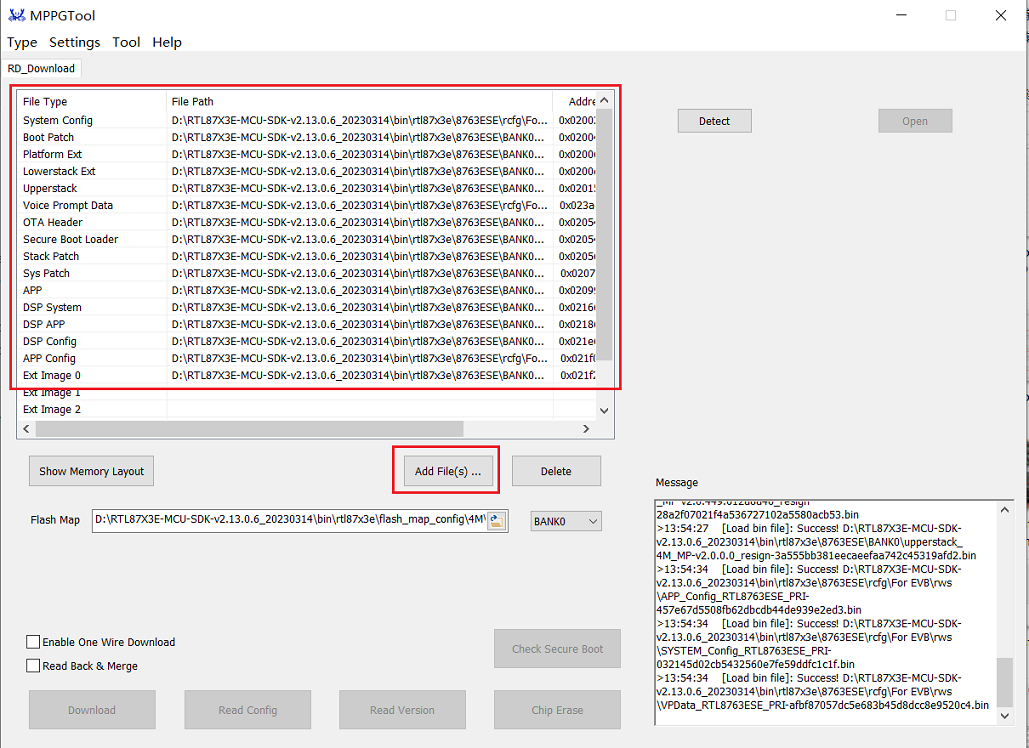 MPPGTool
Type Settings Tool Help
RD_Download
File Type File Path Addre
System Config D:\RTL87X3E-MCU-SDK-v2.13.0.6_20230314\bin\rtl87x3e\8763ESE\rcfg\Fo... 0x0200
Boot Patch D:\RTL87X3E-MCU-SDK-v2.13.0.6_20230314\bin\rtl87x3e\8763ESE\BANK0... 0x0200
Platform Ext D:\RTL87X3E-MCU-SDK-v2.13.0.6_20230314\bin\rtl87x3e\8763ESE\BANK0... 0x0200
Lowerstack Ext D:\RTL87X3E-MCU-SDK-v2.13.0.6_20230314\bin\rtl87x3e\8763ESE\BANK0... 0x0200
Upperstack D:\RTL87X3E-MCU-SDK-v2.13.0.6_20230314\bin\rtl87x3e\8763ESE\BANK0... 0x0201
Voice Prompt Data D:\RTL87X3E-MCU-SDK-v2.13.0.6_20230314\bin\rtl87x3e\8763ESE\rcfg\Fo... 0x023a
OTA Header D:\RTL87X3E-MCU-SDK-v2.13.0.6_20230314\bin\rtl87x3e\8763ESE\BANK0... 0x0205
Secure Boot Loader D:\RTL87X3E-MCU-SDK-v2.13.0.6_20230314\bin\rtl87x3e\8763ESE\BANK0... 0x0205
Stack Patch D:\RTL87X3E-MCU-SDK-v2.13.0.6_20230314\bin\rtl87x3e\8763ESE\BANK0... 0x0205
Sys Patch D:\RTL87X3E-MCU-SDK-v2.13.0.6_20230314\bin\rtl87x3e\8763ESE\BANK0... 0x0207
APP D:\RTL87X3E-MCU-SDK-v2.13.0.6_20230314\bin\rtl87x3e\8763ESE\BANK0... 0x0209
DSP System D:\RTL87X3E-MCU-SDK-v2.13.0.6_20230314\bin\rtl87x3e\8763ESE\BANK0... 0x0216
DSP APP D:\RTL87X3E-MCU-SDK-v2.13.0.6_20230314\bin\rtl87x3e\8763ESE\BANK0... 0x0218
DSP Config D:\RTL87X3E-MCU-SDK-v2.13.0.6_20230314\bin\rtl87x3e\8763ESE\BANK0... 0x021e
APP Config D:\RTL87X3E-MCU-SDK-v2.13.0.6_20230314\bin\rtl87x3e\8763ESE\rcfg\Fo... 0x021f
Ext Image 0 D:\RTL87X3E-MCU-SDK-v2.13.0.6_20230314\bin\rtl87x3e\8763ESE\BANK0... 0x021f
Ext Image 1
Ext Image 2
Detect Open
Show Memory Layout Add File(s) ... Delete
Flash Map D:\RTL87X3E-MCU-SDK-v2.13.0.6_20230314\bin\rtl87x3e\flash_map_config\4M\ BANK0
Enable One Wire Download
Read Back & Merge
Check Secure Boot
Download Read Config Read Version Chip Erase
Message
28a2f07021f4a536727102a5580acb53.bin
>13:54:27 [Load bin file]: Success! D:\RTL87X3E-MCU-SDK-
v2.13.0.6_20230314\bin\rtl87x3e\8763ESE\BANK0\upperstack_
4M_MP-v2.0.0.0_resign-3a555bb381eecaeefaa742c45319afd2.bin
>13:54:34 [Load bin file]: Success! D:\RTL87X3E-MCU-SDK-
v2.13.0.6_20230314\bin\rtl87x3e\8763ESE\rcfg\For EVB\rws
\APP_Config_RTL8763ESE_PRI-
457e67d5508fb62dbcdb44de939e2ed3.bin
>13:54:34 [Load bin file]: Success! D:\RTL87X3E-MCU-SDK-
v2.13.0.6_20230314\bin\rtl87x3e\8763ESE\rcfg\For EVB\rws
\SYSTEM_Config_RTL8763ESE_PRI-
032145d02cb5432560e7fe59ddfc1c1f.bin
>13:54:34 [Load bin file]: Success! D:\RTL87X3E-MCU-SDK-
v2.13.0.6_20230314\bin\rtl87x3e\8763ESE\rcfg\For EVB\rws
\VPData_RTL8763ESE_PRI-afbf87057dc5e683b45d8dcc8e9520c4.bin